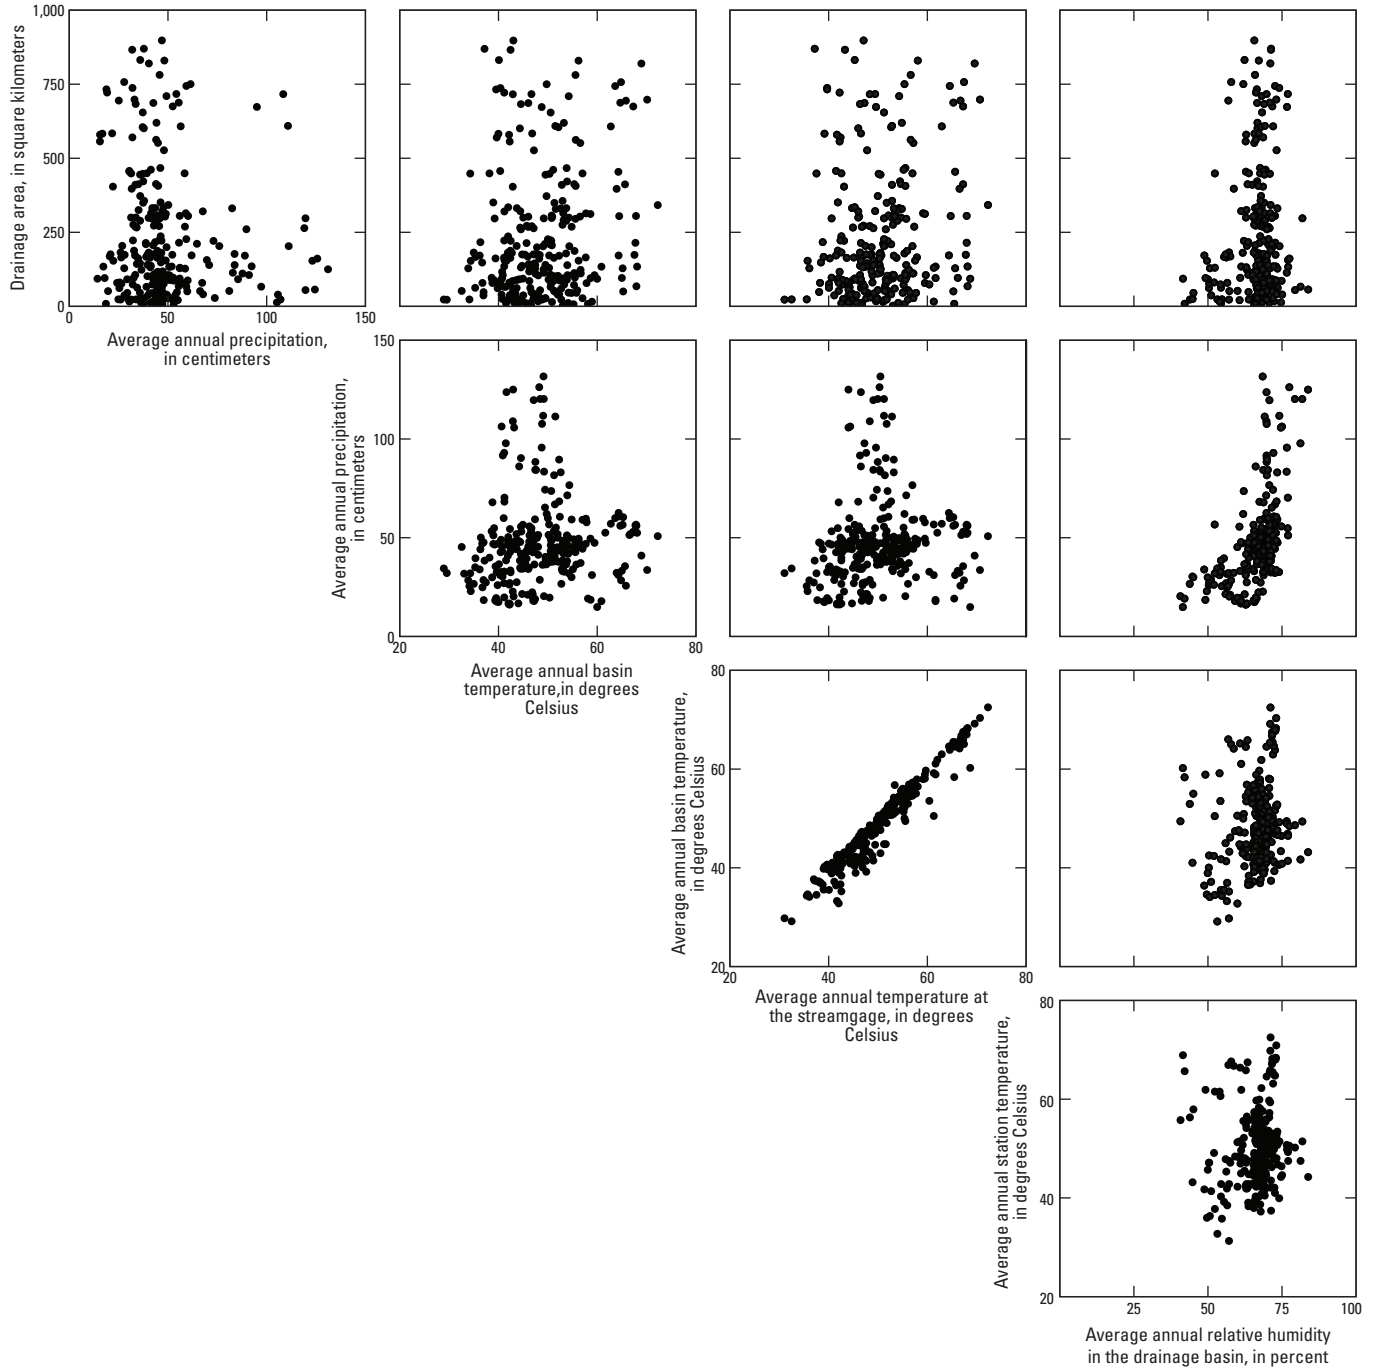 1,000
750
500
250
0
Drainage area, in square kilometers
0 50 100 150
Average annual precipitation,
in centimeters
150
100
50
0
Average annual precipitation,
in centimeters
20 40 60 80
Average annual basin
temperature,in degrees
Celsius
80
60
40
20
Average annual basin temperature,
in degrees Celsius
20 40 60 80
Average annual temperature at
the streamgage, in degrees
Celsius
80
60
40
20
Average annual station temperature,
in degrees Celsius
25 50 75 100
Average annual relative humidity
in the drainage basin, in percent